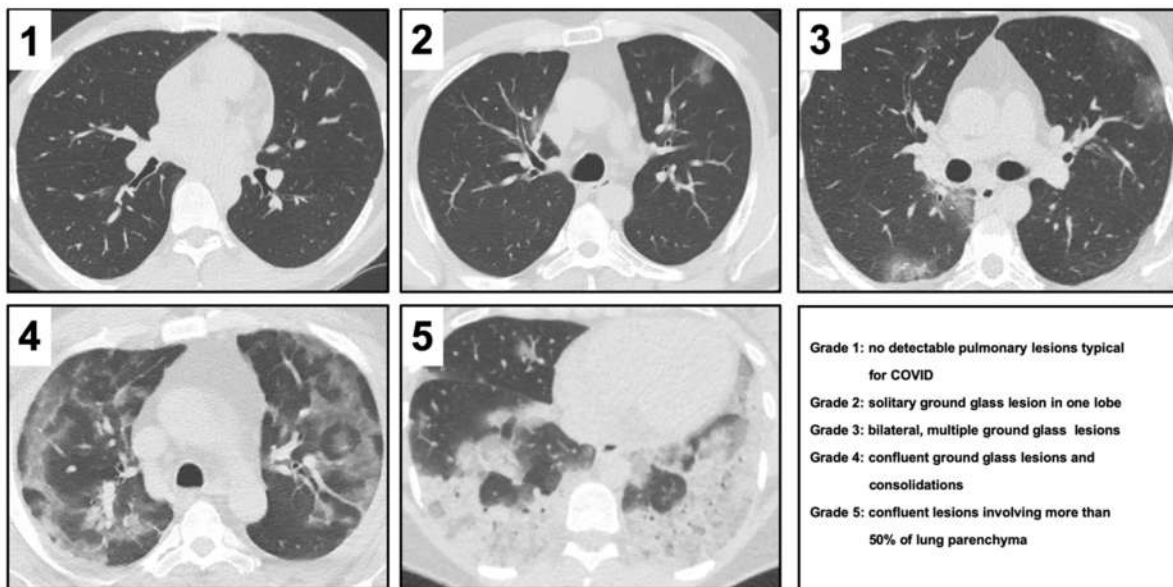 1
2
3
4
5
Grade 1: no detectable pulmonary lesions typical
for COVID
Grade 2: solitary ground glass lesion in one lobe
Grade 3: bilateral, multiple ground glass lesions
Grade 4: confluent ground glass lesions and
consolidations
Grade 5: confluent lesions involving more than
50% of lung parenchyma